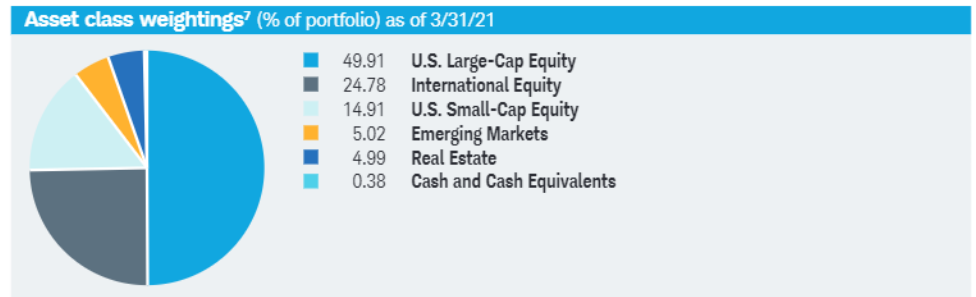 Asset class weightings⁷ (% of portfolio) as of 3/31/21
49.91 U.S. Large-Cap Equity
24.78 International Equity
14.91 U.S. Small-Cap Equity
5.02 Emerging Markets
4.99 Real Estate
0.38 Cash and Cash Equivalents